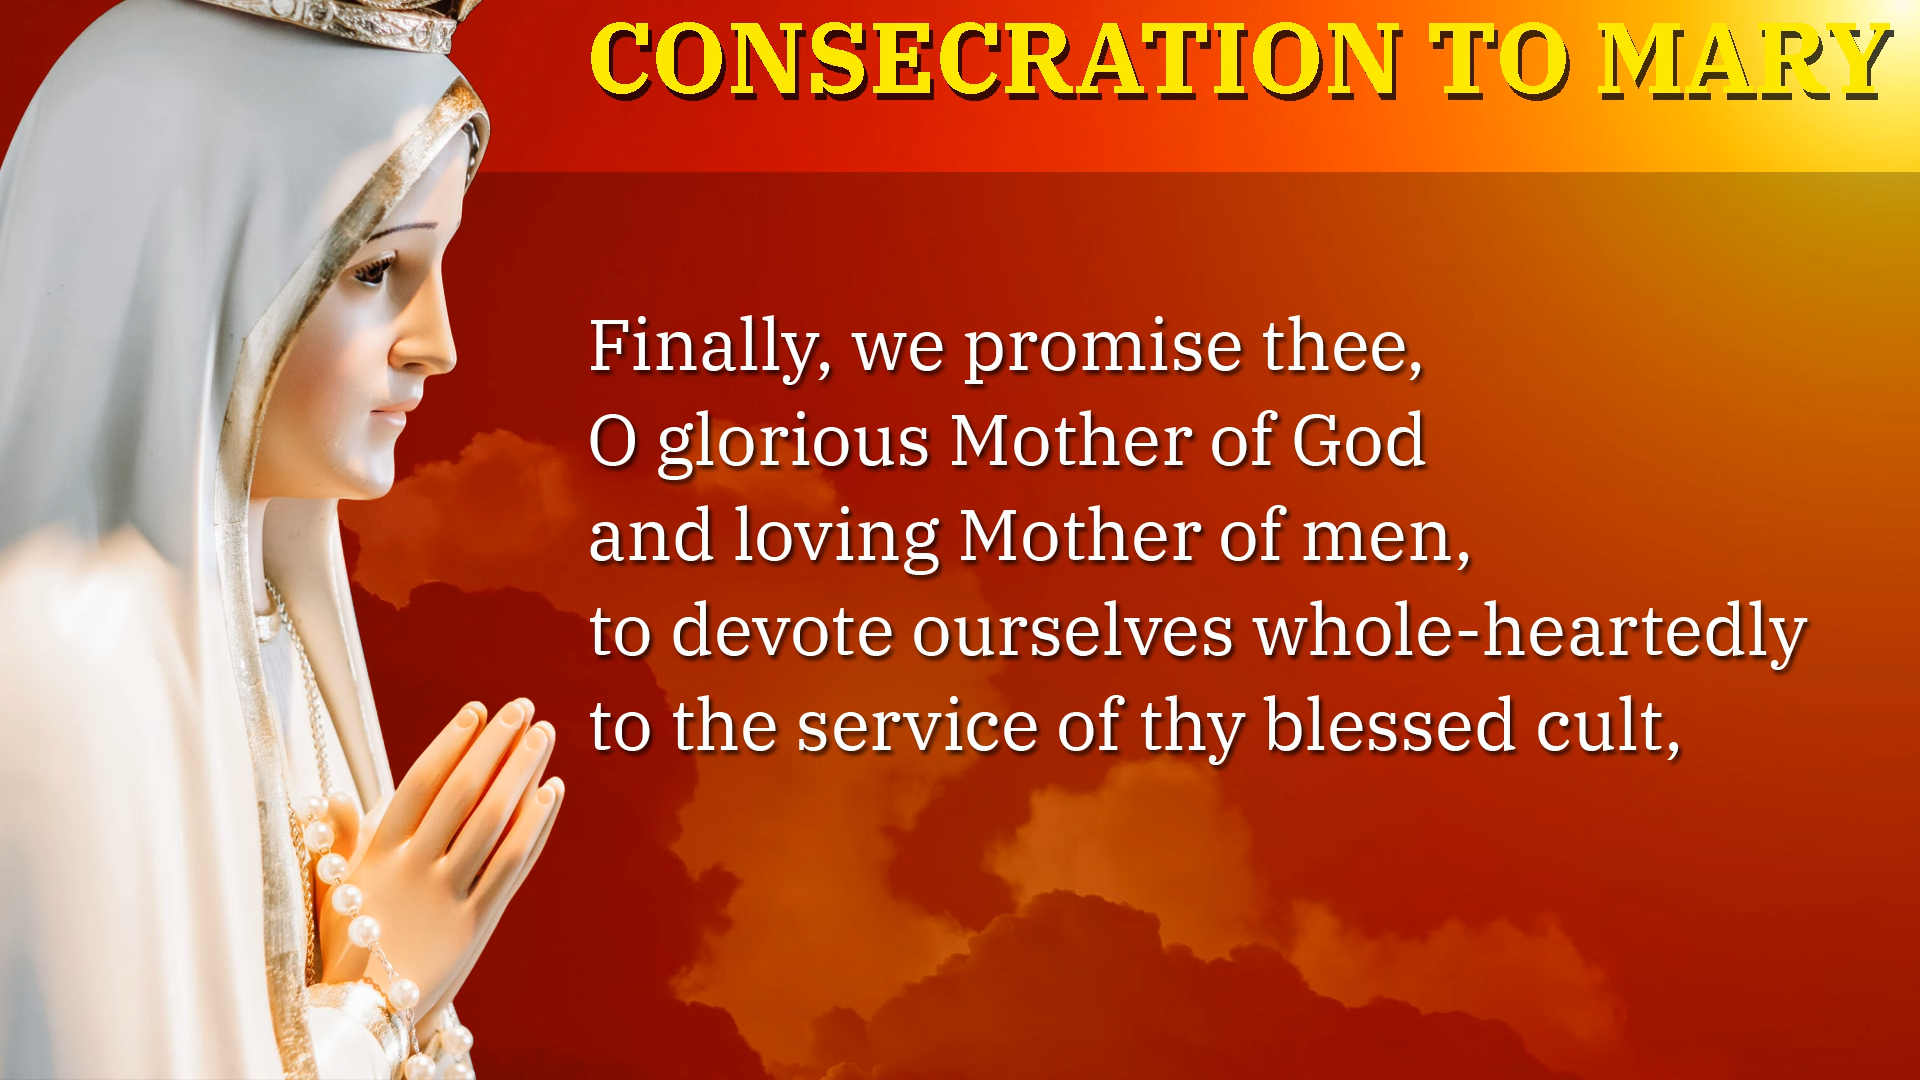 CONSECRATION TO MARY
Finally, we promise thee,
O glorious Mother of God
and loving Mother of men,
to devote ourselves whole-heartedly
to the service of thy blessed cult,